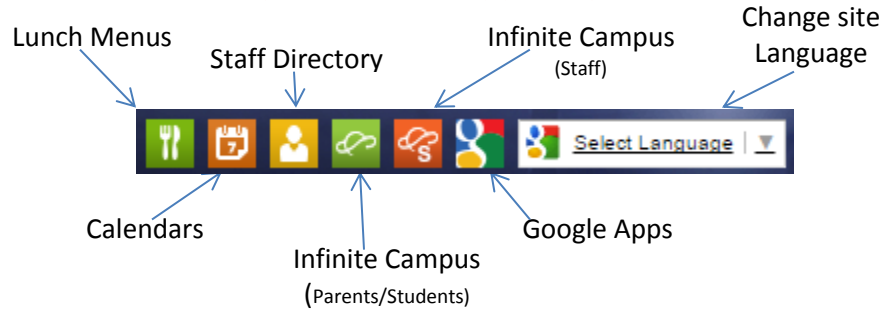 Lunch Menus
Staff Directory
Infinite Campus
(Staff)
Change site
Language
7
S
Select Language
Calendars
Infinite Campus
(Parents/Students)
Google Apps